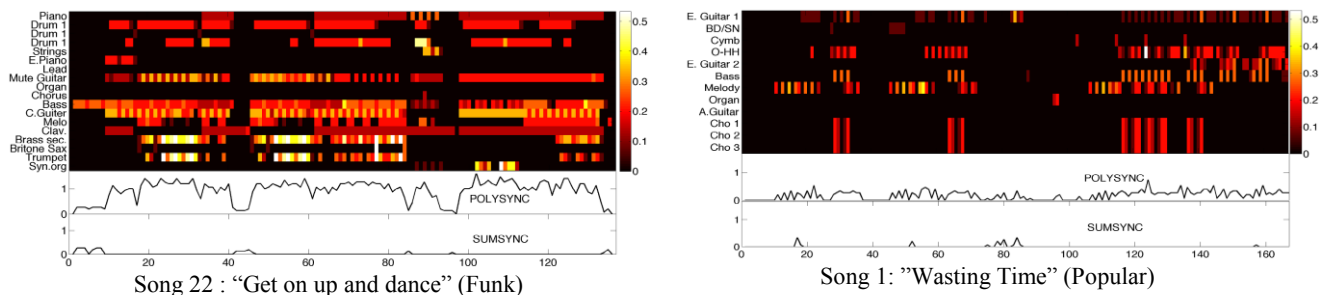 Piano
Drum 1
Drum 1
Drum 1
Strings
E.Piano
Lead
Mute Guitar
Organ
Chorus
Bass
C.Guiter
Melo
Clav.
Brass sec.
Britone Sax
Trumpet
Syn.org
0.5
0.4
0.3
0.2
0.1
0
1
0
POLYSYNC
1
0
SUMSYNC
0 20 40 60 80 100 120
Song 22 : “Get on up and dance” (Funk)
E. Guitar 1
BD/SN
Cymb
O-HH
E. Guitar 2
Bass
Melody
Organ
A.Guitar
Cho 1
Cho 2
Cho 3
0.5
0.4
0.3
0.2
0.1
0
POLYSYNC
1
0
SUMSYNC
1
0
0 20 40 60 80 100 120 140 160
Song 1: ”Wasting Time” (Popular)